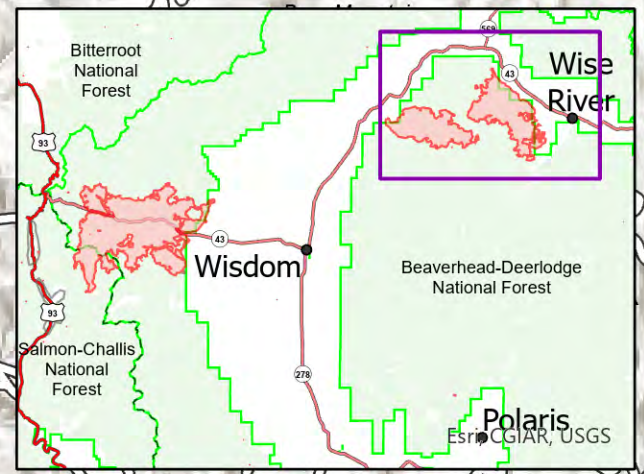 Bitterroot
National
Forest
569
43
Wise
River
93
43
Wisdom
Beaverhead-Deerlodge
National Forest
93
Salmon-Challis
National
Forest
278
Polaris
Esri, CGIAR, USGS